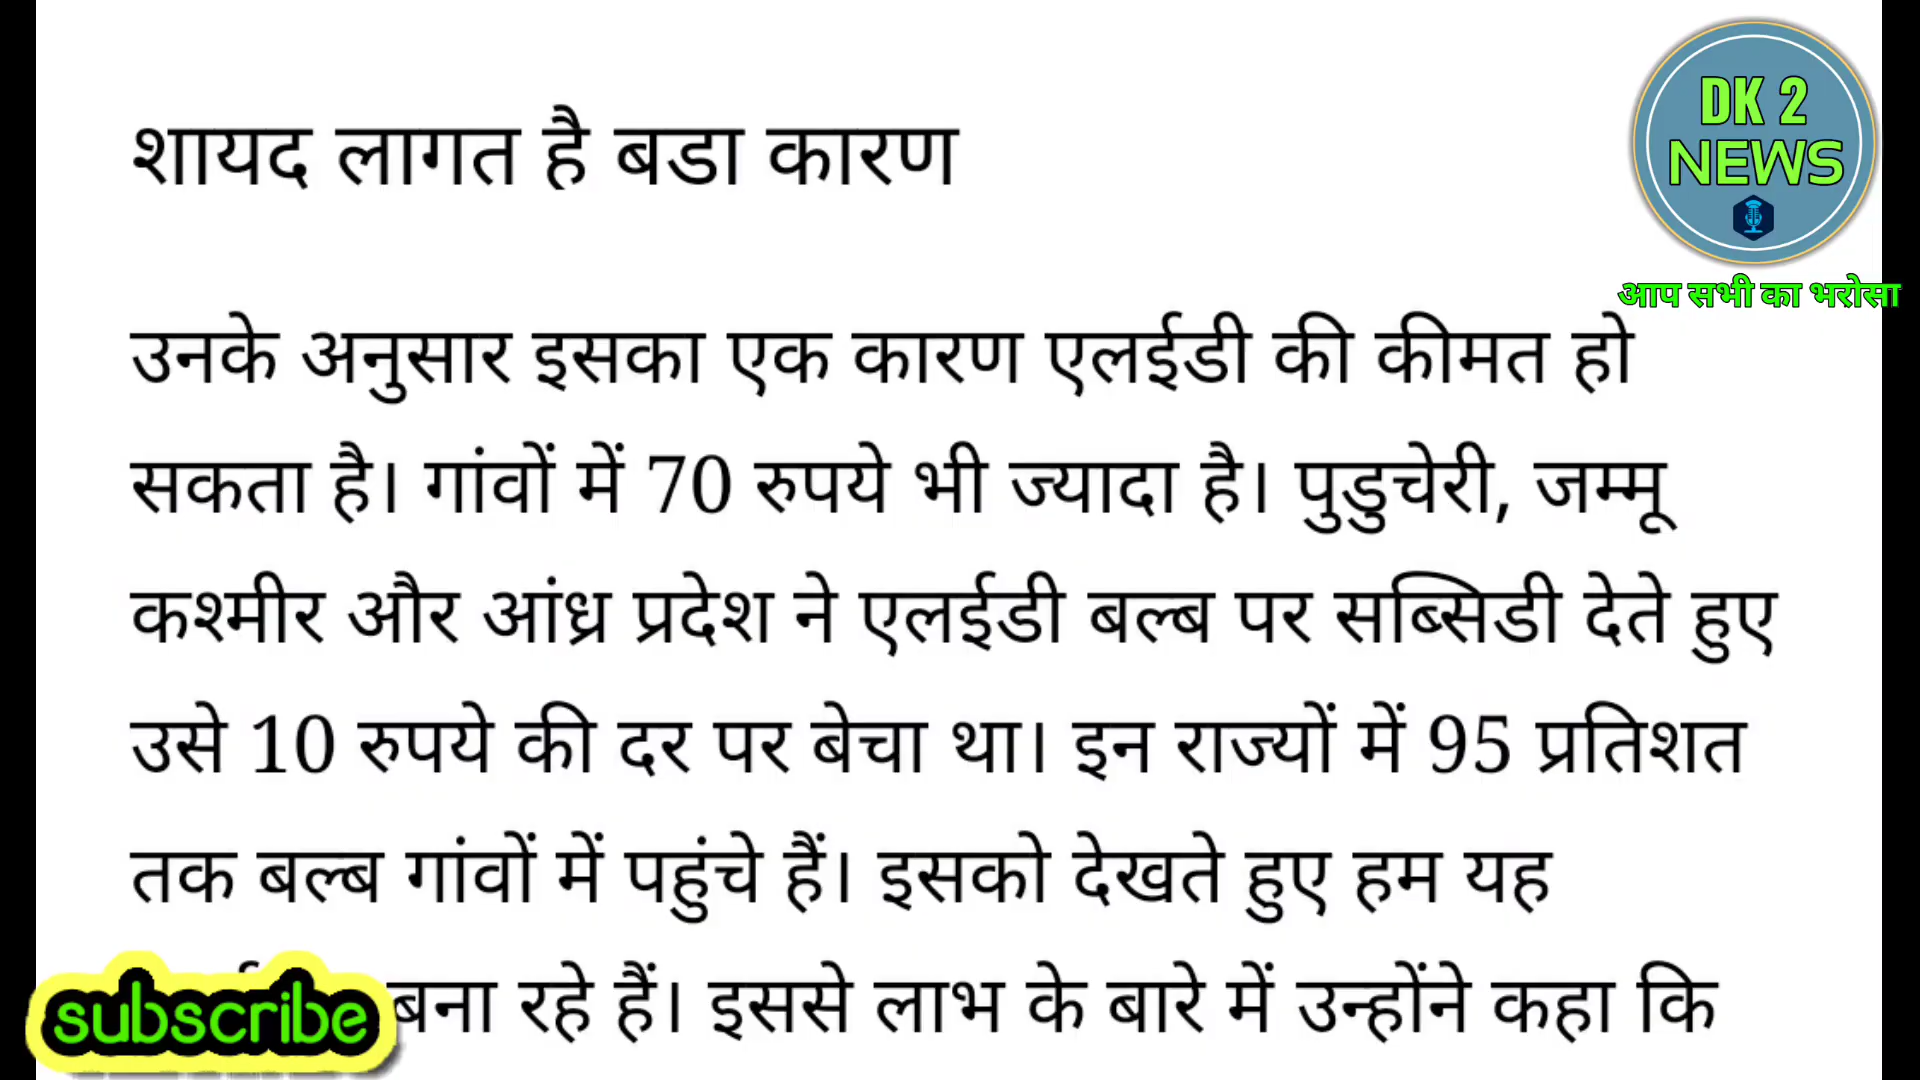 शायद लागत है बडा कारण
DK 2
NEWS
आप सभी का भरोसा
उनके अनुसार इसका एक कारण एलईडी की कीमत हो
सकता है। गांवों में 70 रुपये भी ज्यादा है। पुडुचेरी, जम्मू
कश्मीर और आंध्र प्रदेश ने एलईडी बल्ब पर सब्सिडी देते हुए
उसे 10 रुपये की दर पर बेचा था। इन राज्यों में 95 प्रतिशत
तक बल्ब गांवों में पहुंचे हैं। इसको देखते हुए हम यह
बना रहे हैं। इससे लाभ के बारे में उन्होंने कहा कि
subscribe